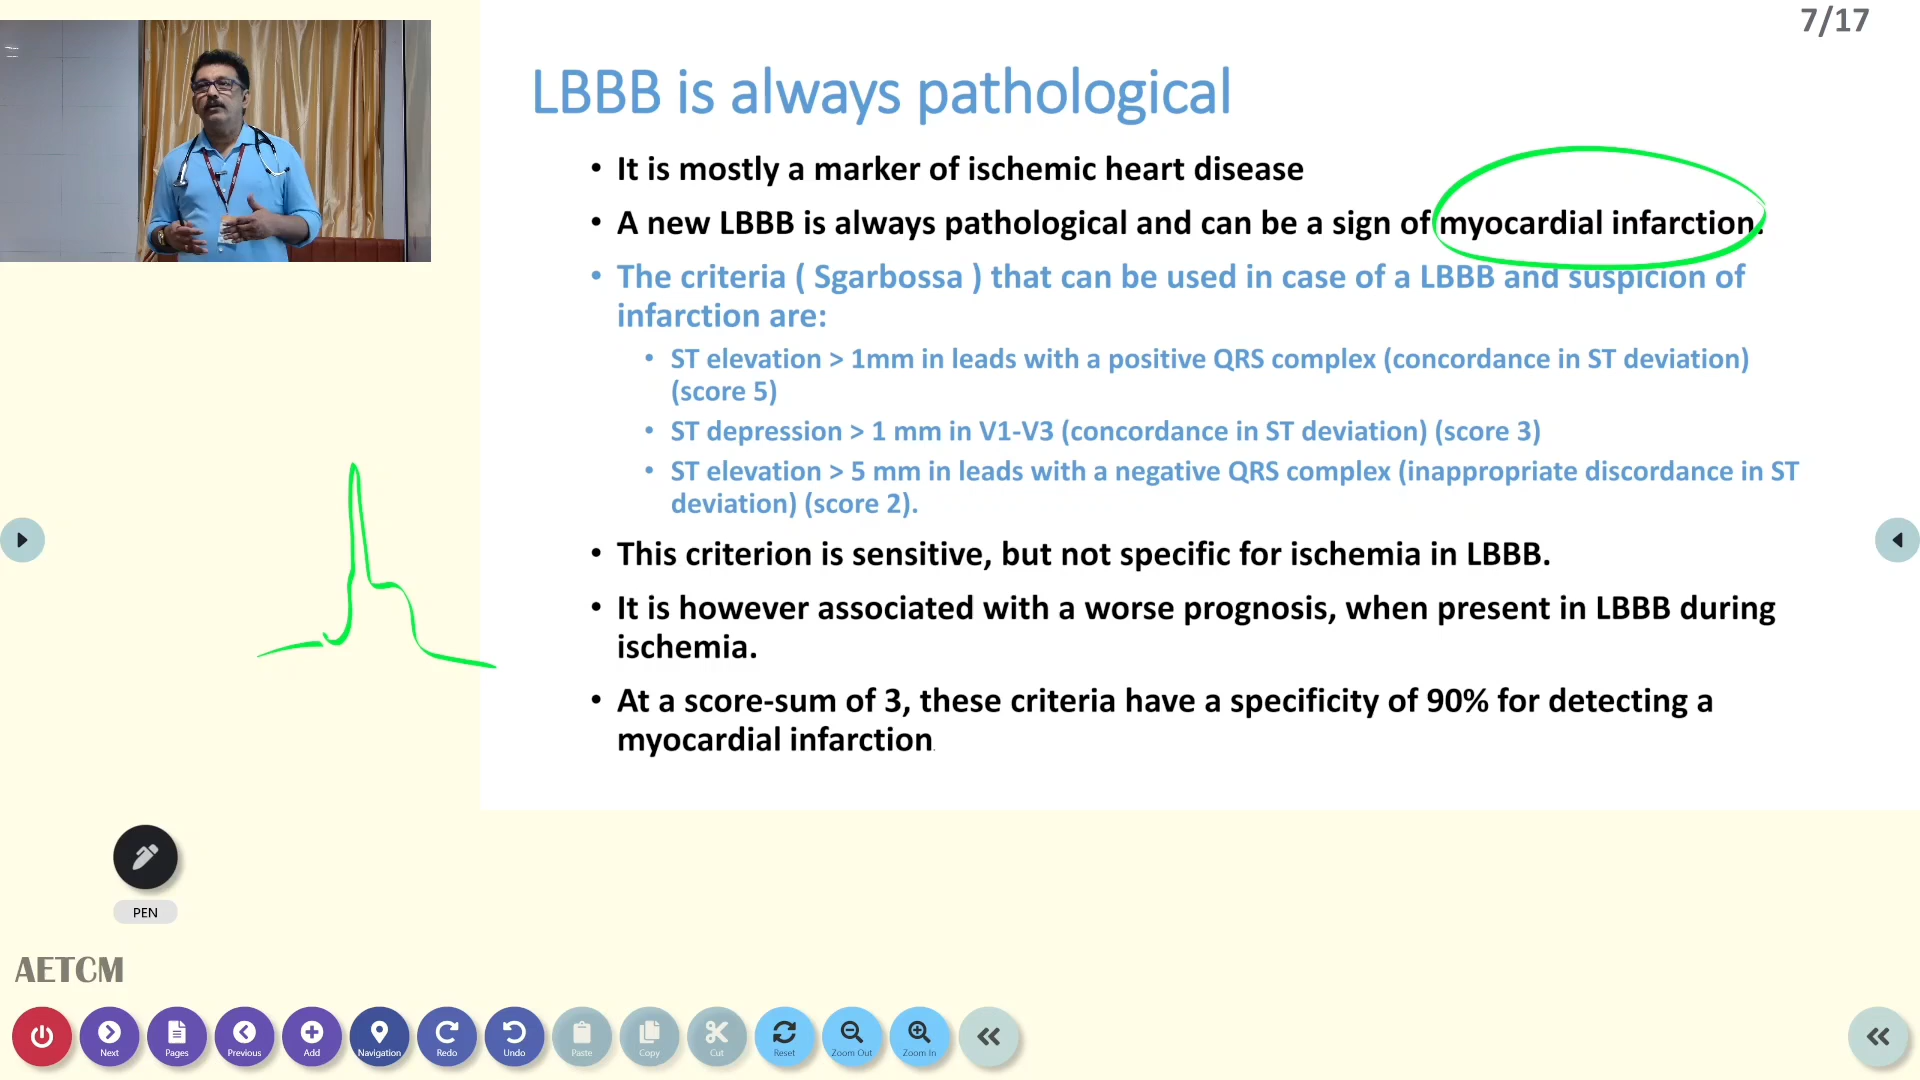 7/17
LBBB is always pathological
• It is mostly a marker of ischemic heart disease
• A new LBBB is always pathological and can be a sign of myocardial infarction.
• The criteria ( Sgarbossa ) that can be used in case of a LBBB and suspicion of
infarction are:
• ST elevation > 1mm in leads with a positive QRS complex (concordance in ST deviation)
(score 5)
• ST depression > 1 mm in V1-V3 (concordance in ST deviation) (score 3)
• ST elevation > 5 mm in leads with a negative QRS complex (inappropriate discordance in ST
deviation) (score 2).
• This criterion is sensitive, but not specific for ischemia in LBBB.
• It is however associated with a worse prognosis, when present in LBBB during
ischemia.
• At a score-sum of 3, these criteria have a specificity of 90% for detecting a
myocardial infarction.
PEN
AETCM
Next Pages Previous Add Navigation Redo Undo Paste Copy Cut Reset Zoom Out Zoom In